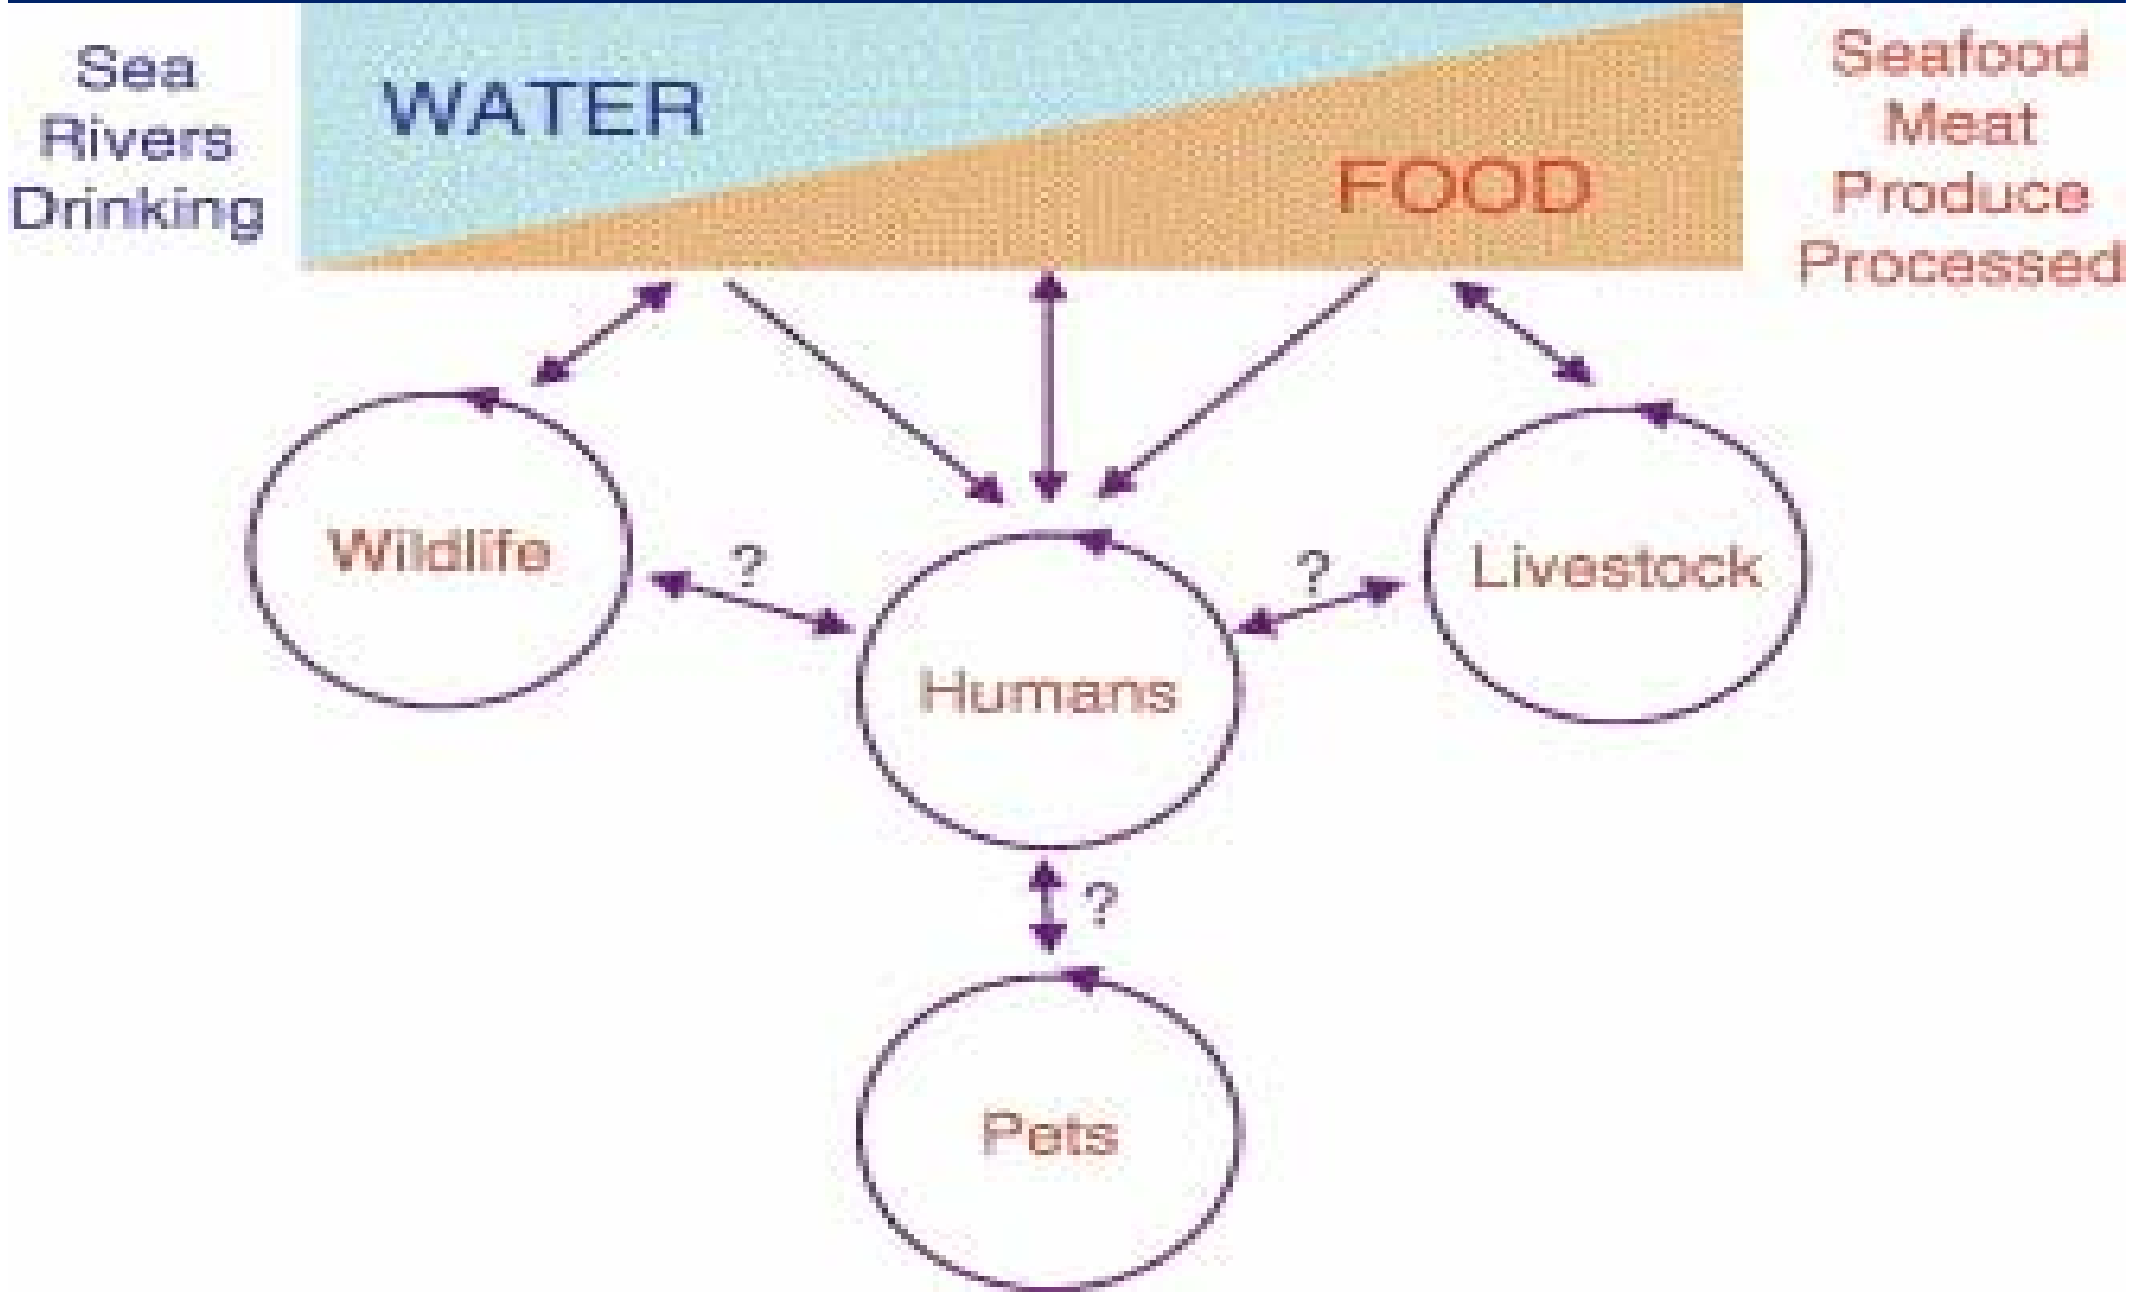 Sea
Rivers
Drinking
WATER
FOOD
Seafood
Meat
Produce
Processed
Wildlife
?
Humans
?
Livestock
?
Pets